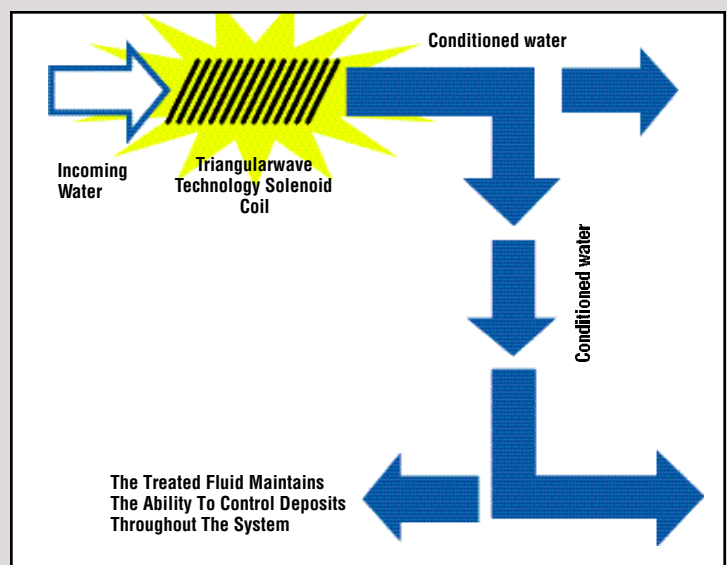 Conditioned water
Incoming
Water
Triangularwave
Technology Solenoid
Coil
Conditioned water
The Treated Fluid Maintains
The Ability To Control Deposits
Throughout The System